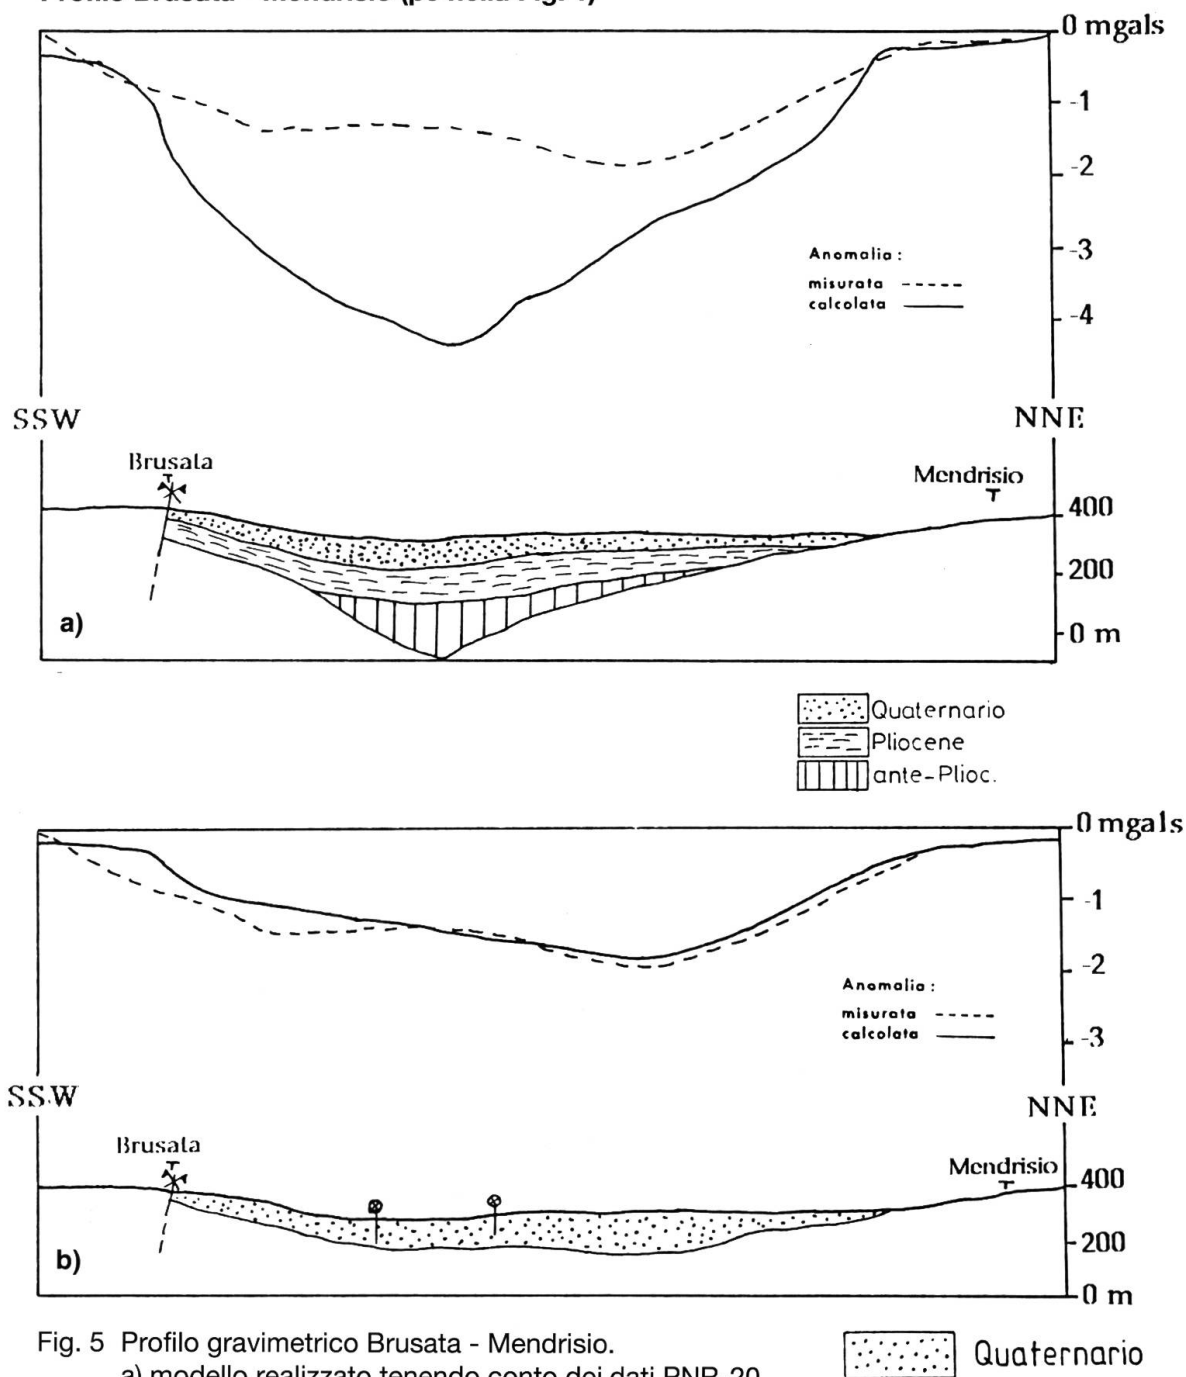 0 mgals
-1
-2
-3
-4
Anomalia :
misurata
calcolata
SSW
NNE
Brusata
Mendrisio
400
200
0 m
a)
Quaternario
Pliocene
ante-Plioc.
0 mgals
-1
-2
-3
Anomalia :
misurata
calcolata
SSW
NNE
Brusata
Mendrisio
400
200
0 m
b)
Fig. 5 Profilo gravimetrico Brusata - Mendrisio.
a) modello realizzato tenendo conto dei dati PNR-20
Quaternario